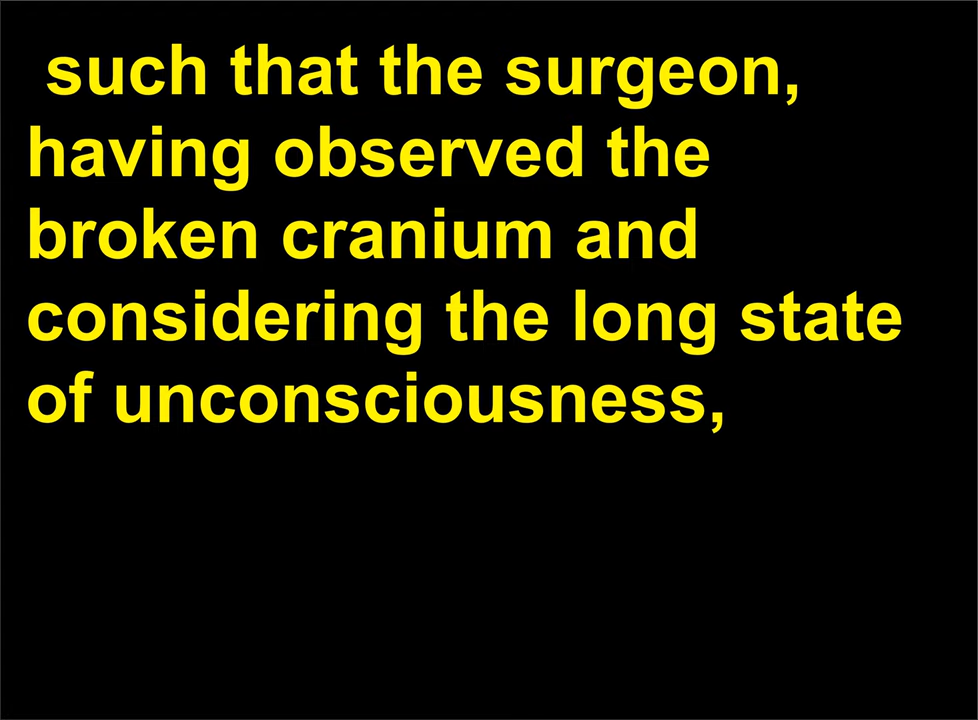 such that the surgeon,
having observed the
broken cranium and
considering the long state
of unconsciousness,